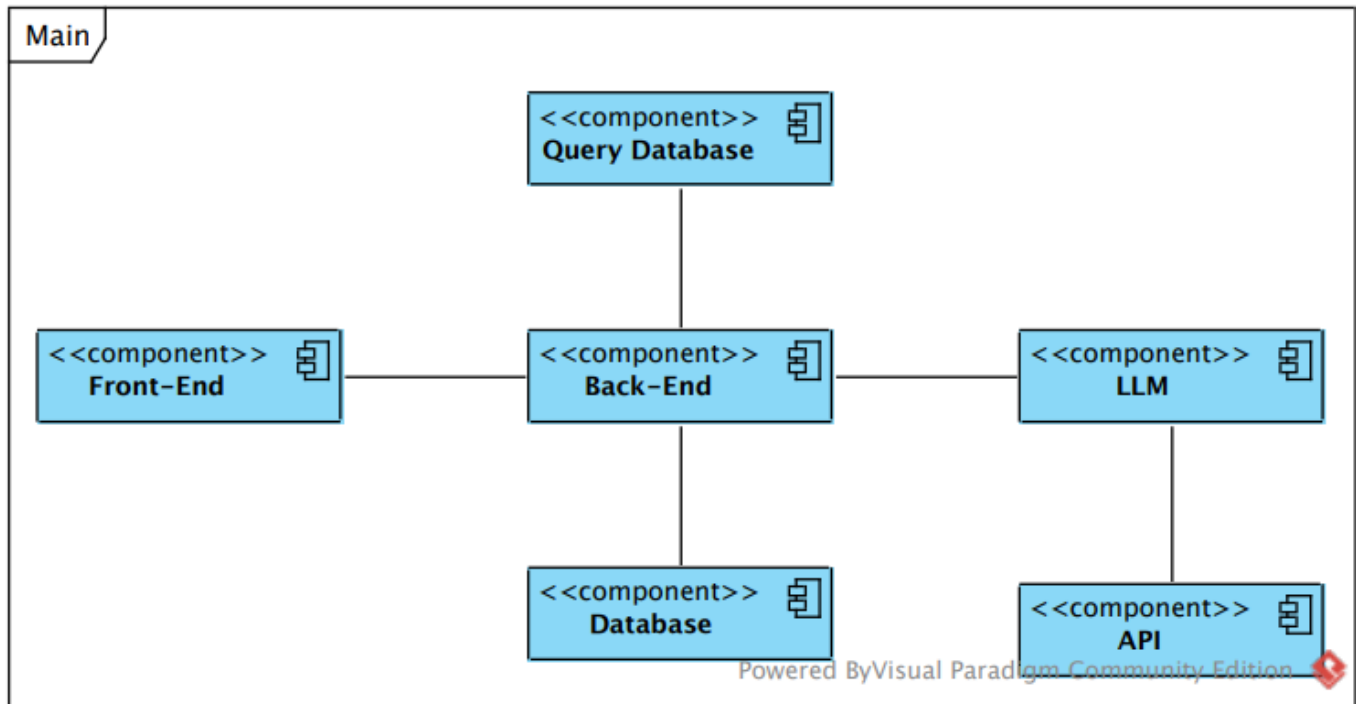 Main
<<component>>
Query Database
<<component>>
Front-End
<<component>>
Back-End
<<component>>
LLM
<<component>>
Database
<<component>>
API
Powered ByVisual Paradigm Community Edition